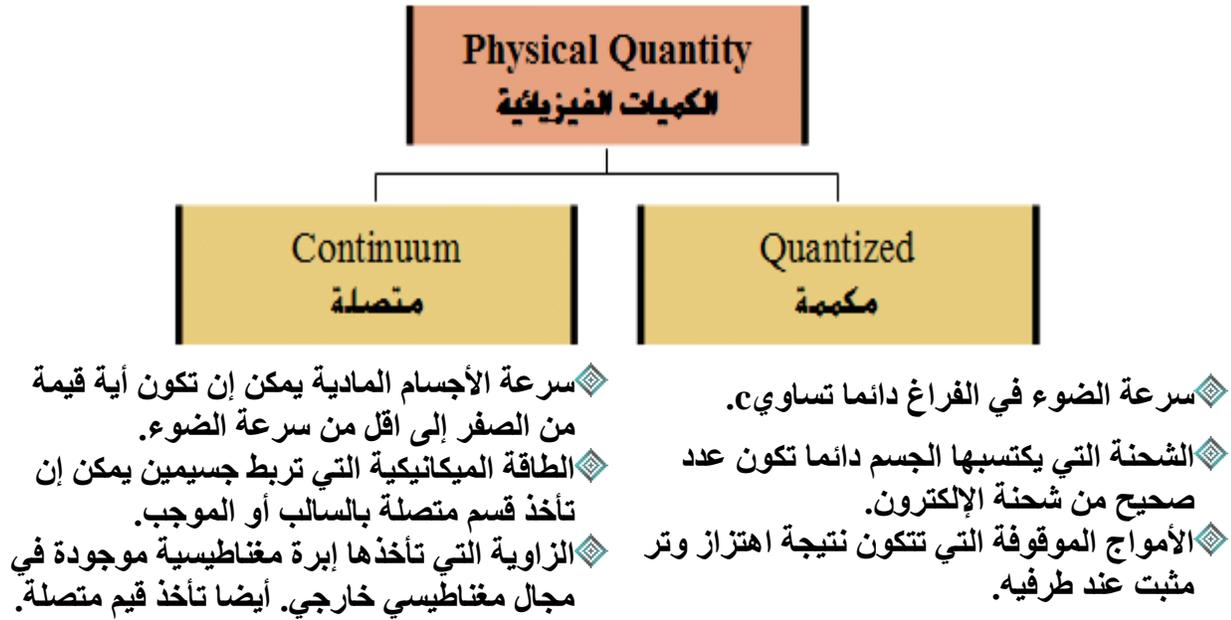 Physical Quantity
الكميات الفيزيائية
Continuum
متصلة
Quantized
مكممة
سرعة الأجسام المادية يمكن إن تكون أية قيمة
من الصفر إلى اقل من سرعة الضوء.
الطاقة الميكانيكية التي تربط جسيمين يمكن إن
تأخذ قسم متصلة بالسالب أو الموجب.
الزاوية التي تأخذها إبرة مغناطيسية موجودة في
مجال مغناطيسي خارجي. أيضا تأخذ قيم متصلة.
سرعة الضوء في الفراغ دائما تساوي c.
الشحنة التي يكتسبها الجسم دائما تكون عدد
صحيح من شحنة الإلكترون.
الأمواج الموقوفة التي تتكون نتيجة اهتزاز وتر
مثبت عند طرفيه.